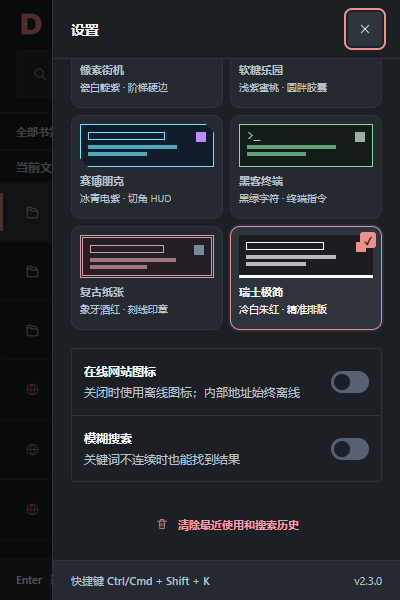 D
设置
全部书
当前文
像素街机
瓷白靛紫 · 阶梯硬边
软糖乐园
浅紫蜜桃 · 圆胖胶囊
赛博朋克
冰青电紫 · 切角 HUD
>_
黑客终端
黑绿字符 · 终端指令
复古纸张
象牙酒红 · 刻线印章
瑞士极简
冷白朱红 · 精准排版
在线网站图标
关闭时使用离线图标；内部地址始终离线
模糊搜索
关键词不连续时也能找到结果
清除最近使用和搜索历史
Enter
快捷键 Ctrl/Cmd + Shift + K
v2.3.0